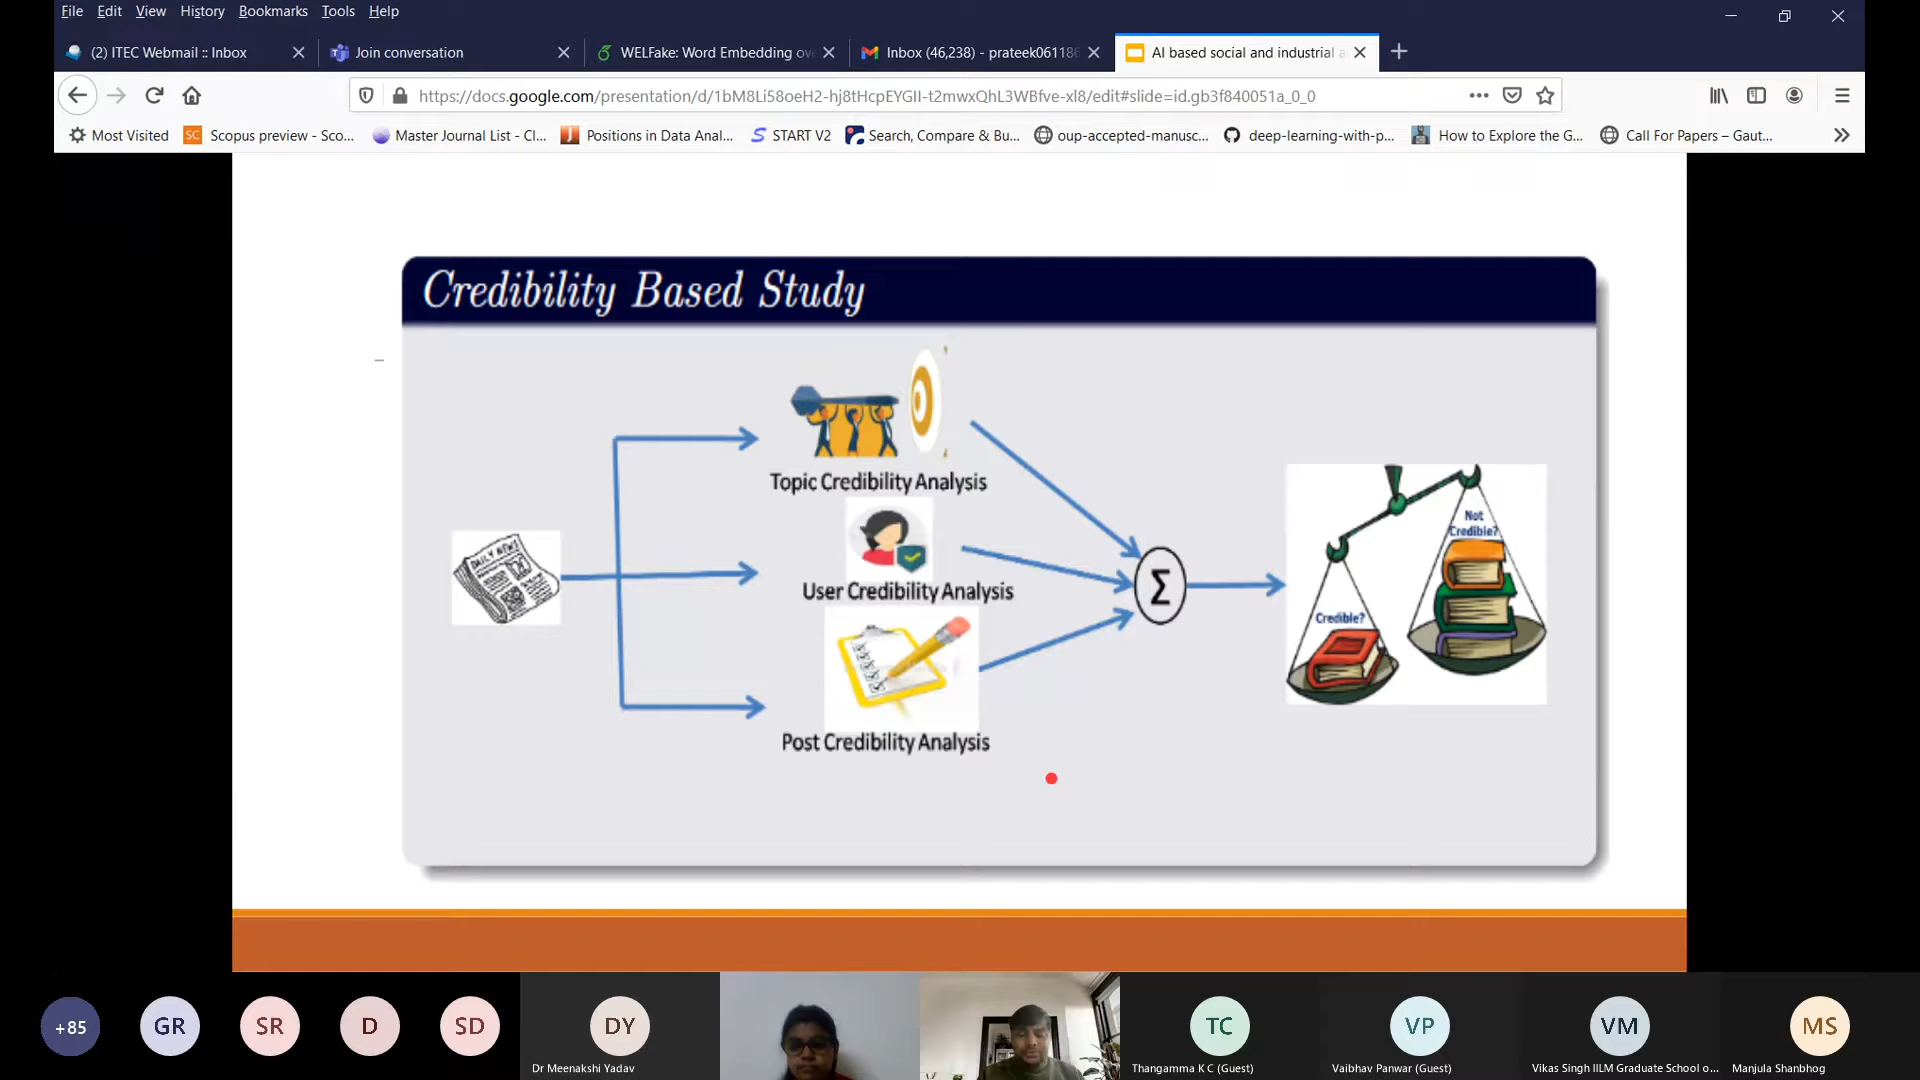 File Edit View History Bookmarks Tools Help
(2) ITEC Webmail :: Inbox
Join conversation
WELFake: Word Embedding ov
Inbox (46,238) - prateek06118
AI based social and industrial a
https://docs.google.com/presentation/d/1bM8Li58oeH2-hj8tHcpEYGII-t2mwxQhL3WBfve-xl8/edit#slide=id.gb3f840051a_0_0
Most Visited
SC Scopus preview - Sco...
Master Journal List - Cl...
Positions in Data Anal...
START V2
Search, Compare & Bu...
oup-accepted-manusc...
deep-learning-with-p...
How to Explore the G...
Call For Papers – Gaut...
Credibility Based Study
Topic Credibility Analysis
DAILY NEWS
User Credibility Analysis
Post Credibility Analysis
Σ
Not
Credible?
Credible?
+85
GR
SR
D
SD
DY
Dr Meenakshi Yadav
TC
Thangamma K C (Guest)
VP
Vaibhav Panwar (Guest)
VM
Vikas Singh IILM Graduate School o...
MS
Manjula Shanbhog